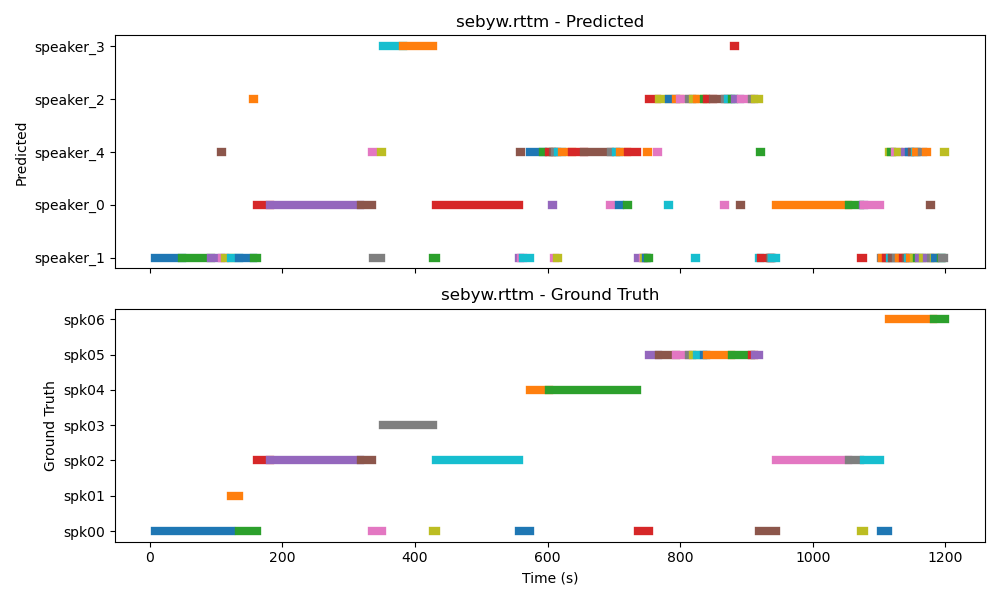 sebyw.rttm - Predicted
speaker_3
speaker_2
speaker_4
speaker_0
speaker_1
Predicted
sebyw.rttm - Ground Truth
spk06
spk05
spk04
spk03
spk02
spk01
spk00
Ground Truth
0 200 400 600 800 1000 1200
Time (s)